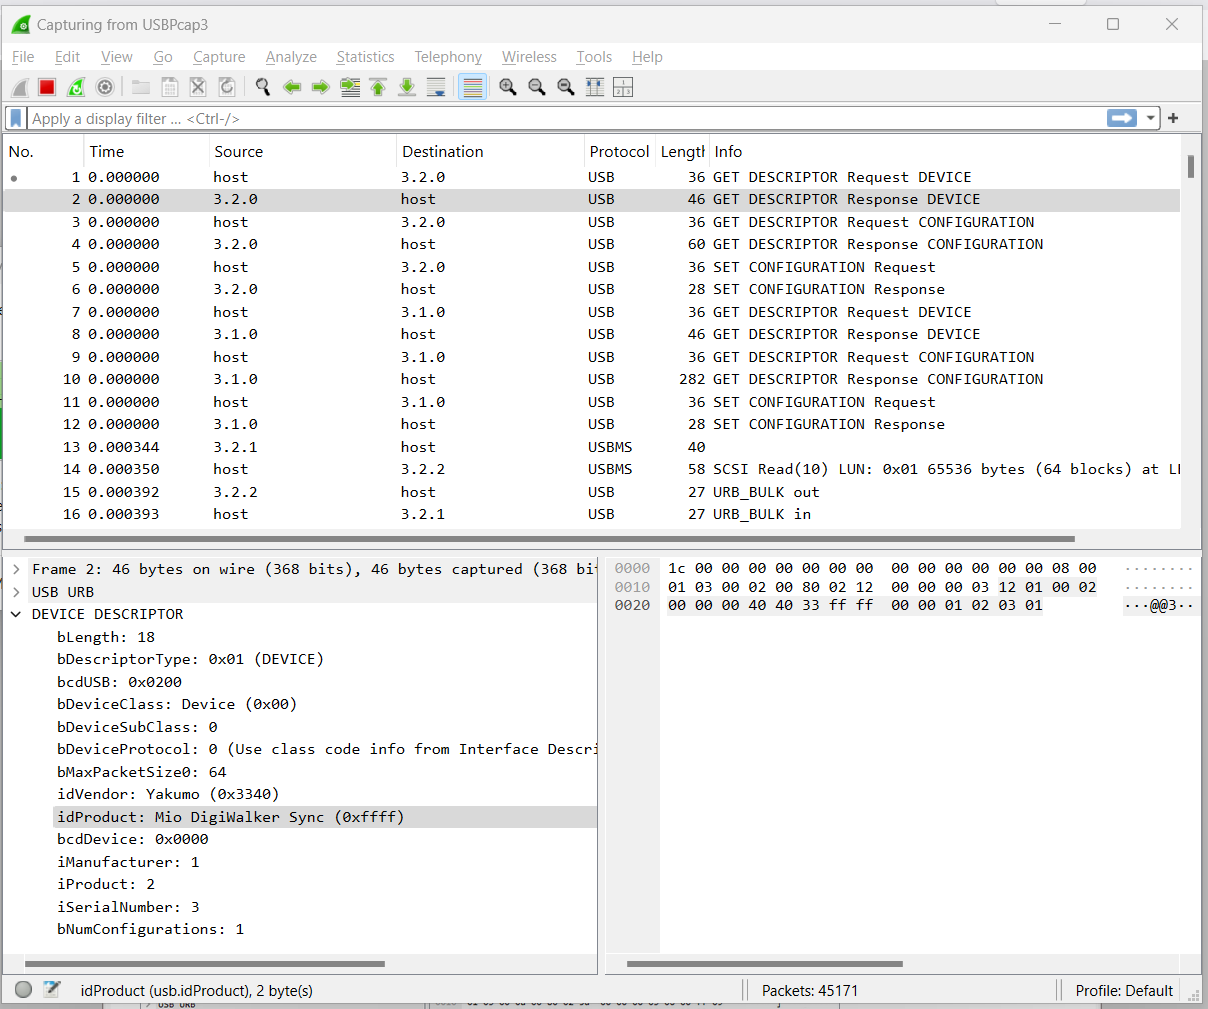 Capturing from USBPcap3
File Edit View Go Capture Analyze Statistics Telephony Wireless Tools Help
Apply a display filter ... <Ctrl-/>
No. Time Source Destination Protocol Length Info
1 0.000000 host 3.2.0 USB 36 GET DESCRIPTOR Request DEVICE
2 0.000000 3.2.0 host USB 46 GET DESCRIPTOR Response DEVICE
3 0.000000 host 3.2.0 USB 36 GET DESCRIPTOR Request CONFIGURATION
4 0.000000 3.2.0 host USB 60 GET DESCRIPTOR Response CONFIGURATION
5 0.000000 host 3.2.0 USB 36 SET CONFIGURATION Request
6 0.000000 3.2.0 host USB 28 SET CONFIGURATION Response
7 0.000000 host 3.1.0 USB 36 GET DESCRIPTOR Request DEVICE
8 0.000000 3.1.0 host USB 46 GET DESCRIPTOR Response DEVICE
9 0.000000 host 3.1.0 USB 36 GET DESCRIPTOR Request CONFIGURATION
10 0.000000 3.1.0 host USB 282 GET DESCRIPTOR Response CONFIGURATION
11 0.000000 host 3.1.0 USB 36 SET CONFIGURATION Request
12 0.000000 3.1.0 host USB 28 SET CONFIGURATION Response
13 0.000344 3.2.1 host USBMS 40
14 0.000350 host 3.2.2 USBMS 58 SCSI Read(10) LUN: 0x01 65536 bytes (64 blocks) at
15 0.000392 3.2.2 host USB 27 URB_BULK out
16 0.000393 host 3.2.1 USB 27 URB_BULK in
Frame 2: 46 bytes on wire (368 bits), 46 bytes captured (368
USB URB
DEVICE DESCRIPTOR
bLength: 18
bDescriptorType: 0x01 (DEVICE)
bcdUSB: 0x0200
bDeviceClass: Device (0x00)
bDeviceSubClass: 0
bDeviceProtocol: 0 (Use class code info from Interface
bMaxPacketSize0: 64
idVendor: Yakumo (0x3340)
idProduct: Mio DigiWalker Sync (0xffff)
bcdDevice: 0x0000
iManufacturer: 1
iProduct: 2
iSerialNumber: 3
bNumConfigurations: 1
0000 1c 00 00 00 00 00 00 00 00 00 00 00 00 00 08 00 ········
0010 01 03 00 02 00 80 02 12 00 00 00 03 12 01 00 02 ········
0020 00 00 00 40 40 33 ff ff 00 00 01 02 03 01 ···@@3··
idProduct (usb.idProduct), 2 byte(s)
Packets: 45171
Profile: Default
USB URB